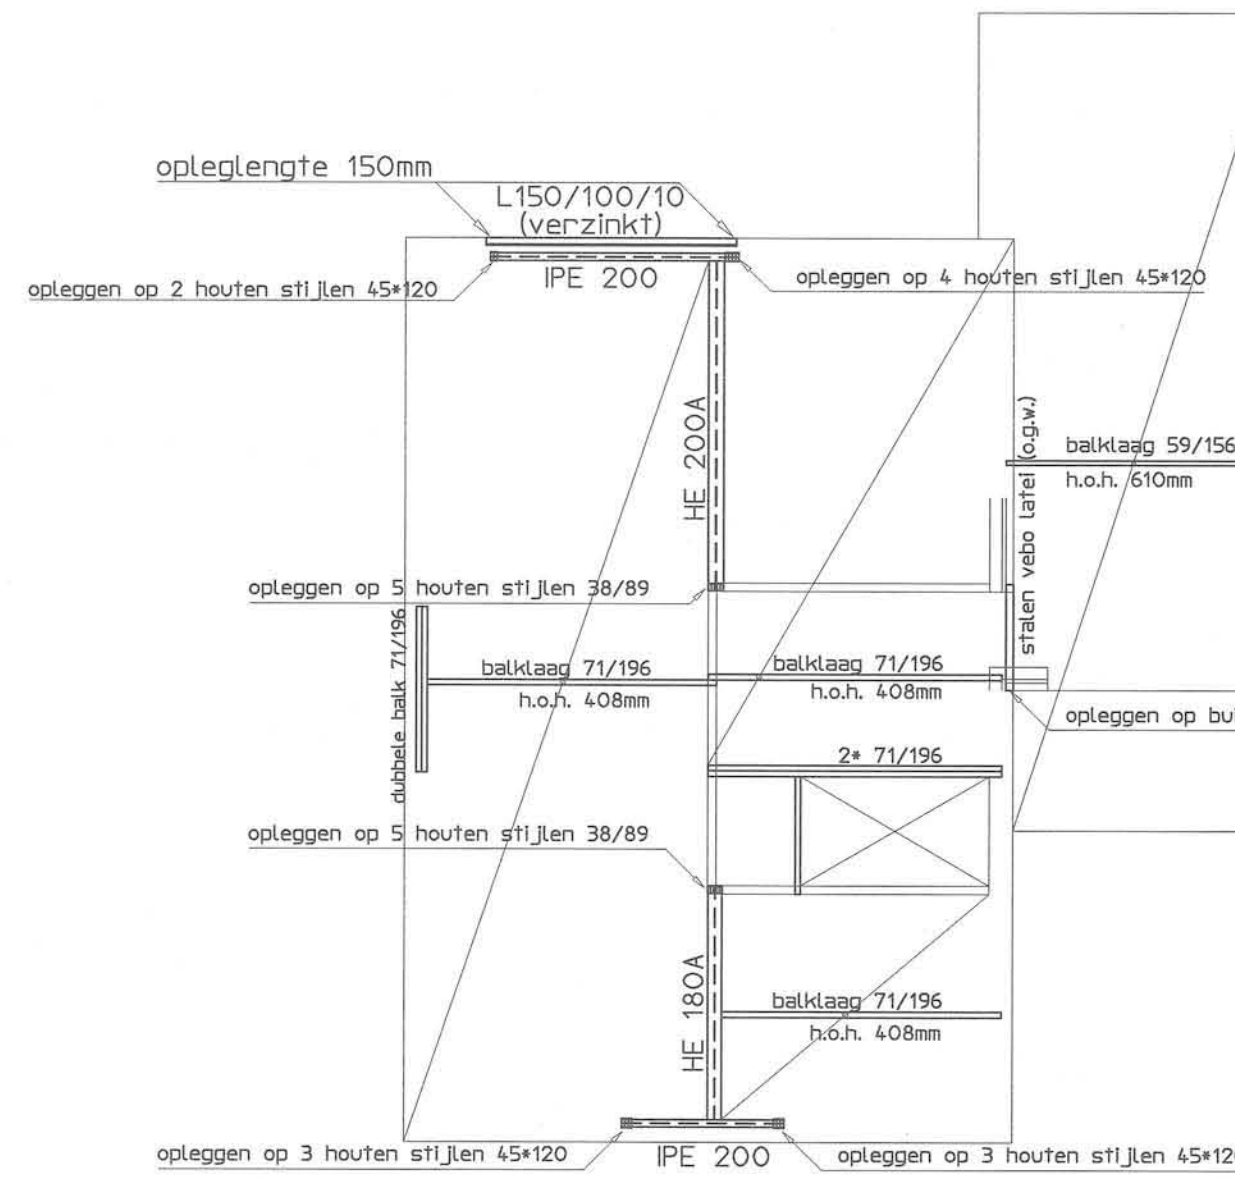 opleglengte 150mm
L150/100/10
(verzinkt)
IPE 200
opleggen op 2 houten stijlen 45*120
opleggen op 4 houten stijlen 45*120
HE 200A
stalen vebo latei (o.g.w.)
balklaag 59/156
h.o.h. 610mm
opleggen op 5 houten stijlen 38/89
dubbele balk 71/196
balklaag 71/196
h.o.h. 408mm
balklaag 71/196
h.o.h. 408mm
opleggen op
2* 71/196
opleggen op 5 houten stijlen 38/89
HE 180A
balklaag 71/196
h.o.h. 408mm
opleggen op 3 houten stijlen 45*120
IPE 200
opleggen op 3 houten stijlen